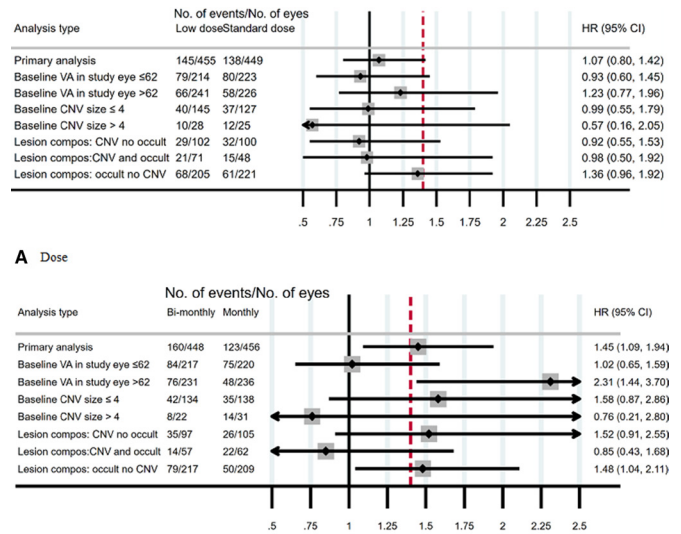 No. of events/No. of eyes
Analysis type Low doseStandard dose HR (95% CI)
Primary analysis 145/455 138/449 1.07 (0.80, 1.42)
Baseline VA in study eye ≤62 79/214 80/223 0.93 (0.60, 1.45)
Baseline VA in study eye >62 66/241 58/226 1.23 (0.77, 1.96)
Baseline CNV size ≤ 4 40/145 37/127 0.99 (0.55, 1.79)
Baseline CNV size > 4 10/28 12/25 0.57 (0.16, 2.05)
Lesion compos: CNV no occult 29/102 32/100 0.92 (0.55, 1.53)
Lesion compos:CNV and occult 21/71 15/48 0.98 (0.50, 1.92)
Lesion compos: occult no CNV 68/205 61/221 1.36 (0.96, 1.92)
.5 .75 1 1.25 1.5 1.75 2 2.25 2.5
A Dose
No. of events/No. of eyes
Analysis type Bi-monthly Monthly HR (95% CI)
Primary analysis 160/448 123/456 1.45 (1.09, 1.94)
Baseline VA in study eye ≤62 84/217 75/220 1.02 (0.65, 1.59)
Baseline VA in study eye >62 76/231 48/236 2.31 (1.44, 3.70)
Baseline CNV size ≤ 4 42/134 35/138 1.58 (0.87, 2.86)
Baseline CNV size > 4 8/22 14/31 0.76 (0.21, 2.80)
Lesion compos: CNV no occult 35/97 26/105 1.52 (0.91, 2.55)
Lesion compos:CNV and occult 14/57 22/62 0.85 (0.43, 1.68)
Lesion compos: occult no CNV 79/217 50/209 1.48 (1.04, 2.11)
.5 .75 1 1.25 1.5 1.75 2 2.25 2.5